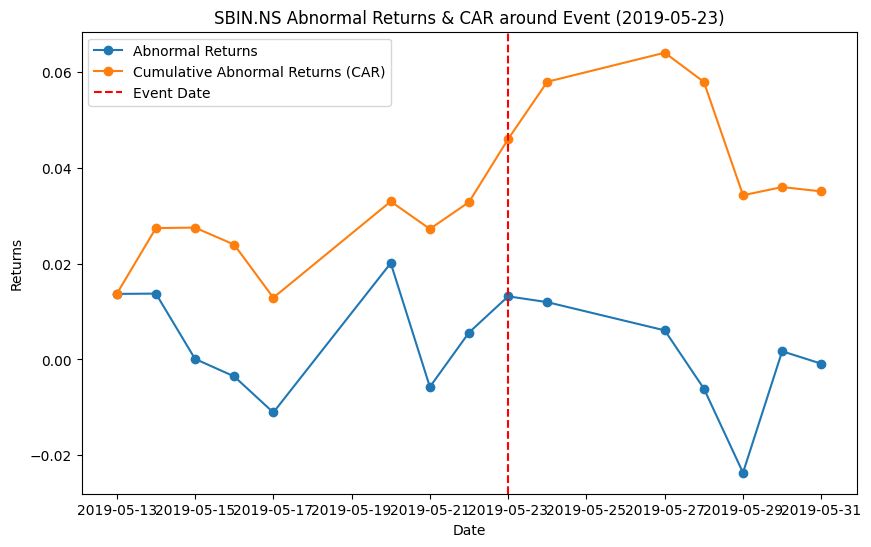 SBIN.NS Abnormal Returns & CAR around Event (2019-05-23)
Abnormal Returns
Cumulative Abnormal Returns (CAR)
Event Date
Returns
0.06
0.04
0.02
0.00
−0.02
2019-05-13 2019-05-15 2019-05-17 2019-05-19 2019-05-21 2019-05-23 2019-05-25 2019-05-27 2019-05-29 2019-05-31
Date